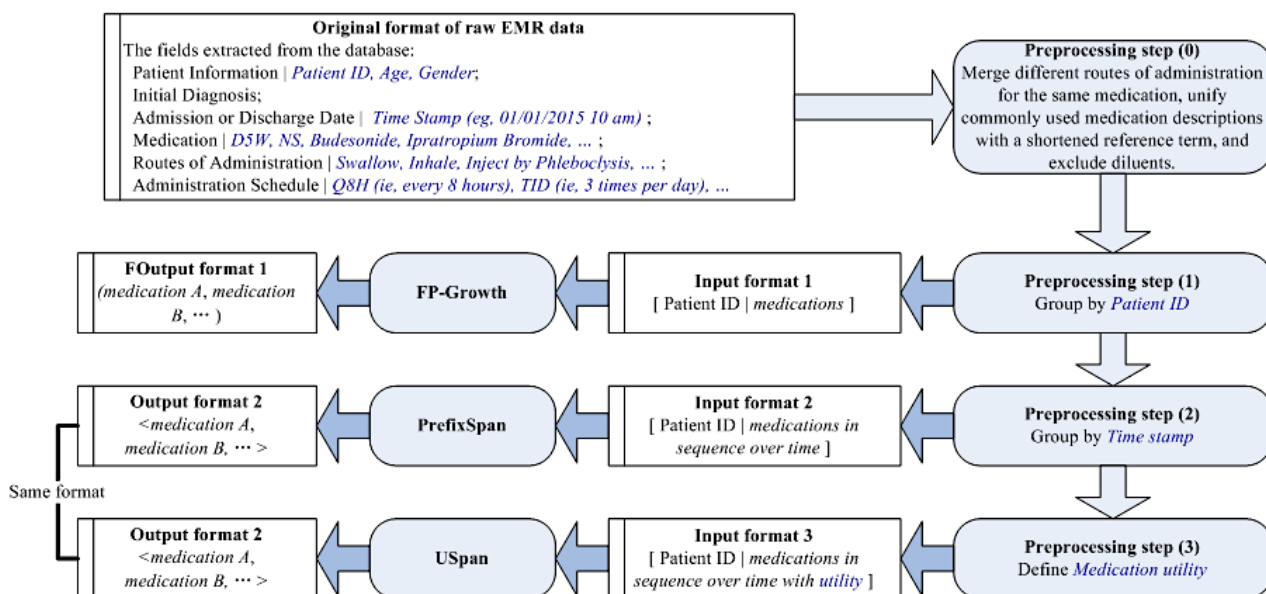 Original format of raw EMR data
The fields extracted from the database:
Patient Information | Patient ID, Age, Gender;
Initial Diagnosis;
Admission or Discharge Date | Time Stamp (eg, 01/01/2015 10 am) ;
Medication | D5W, NS, Budesonide, Ipratropium Bromide, … ;
Routes of Administration | Swallow, Inhale, Inject by Phleboclysis, … ;
Administration Schedule | Q8H (ie, every 8 hours), TID (ie, 3 times per day), …
Preprocessing step (0)
Merge different routes of administration
for the same medication, unify
commonly used medication descriptions
with a shortened reference term, and
exclude diluents.
FOutput format 1
(medication A, medication
B, ··· )
FP-Growth
Input format 1
[ Patient ID | medications ]
Preprocessing step (1)
Group by Patient ID
Output format 2
<medication A,
medication B, ··· >
PrefixSpan
Input format 2
[ Patient ID | medications in
sequence over time ]
Preprocessing step (2)
Group by Time stamp
Same format
Output format 2
<medication A,
medication B, ··· >
USpan
Input format 3
[ Patient ID | medications in
sequence over time with utility ]
Preprocessing step (3)
Define Medication utility